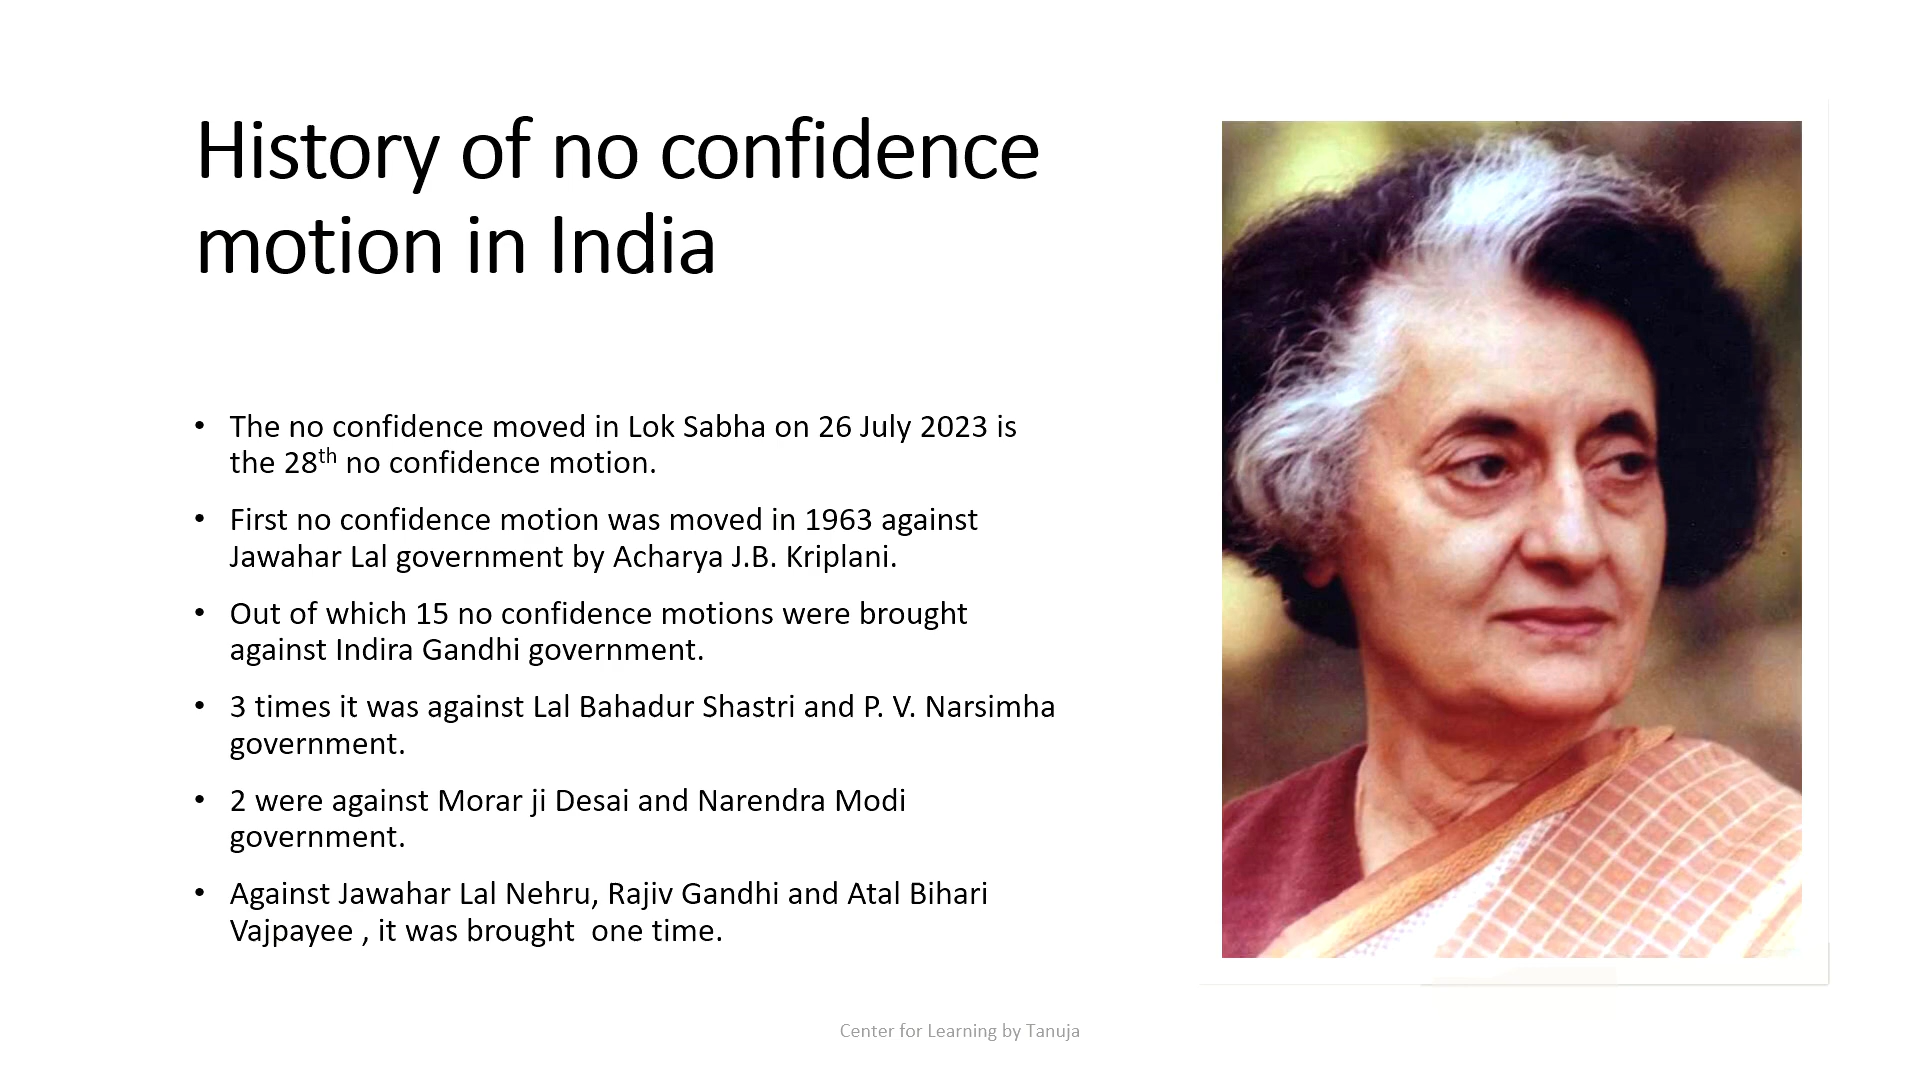 History of no confidence
motion in India
• The no confidence moved in Lok Sabha on 26 July 2023 is
the 28th no confidence motion.
• First no confidence motion was moved in 1963 against
Jawahar Lal government by Acharya J.B. Kriplani.
• Out of which 15 no confidence motions were brought
against Indira Gandhi government.
• 3 times it was against Lal Bahadur Shastri and P. V. Narsimha
government.
• 2 were against Morar ji Desai and Narendra Modi
government.
• Against Jawahar Lal Nehru, Rajiv Gandhi and Atal Bihari
Vajpayee , it was brought  one time.
Center for Learning by Tanuja